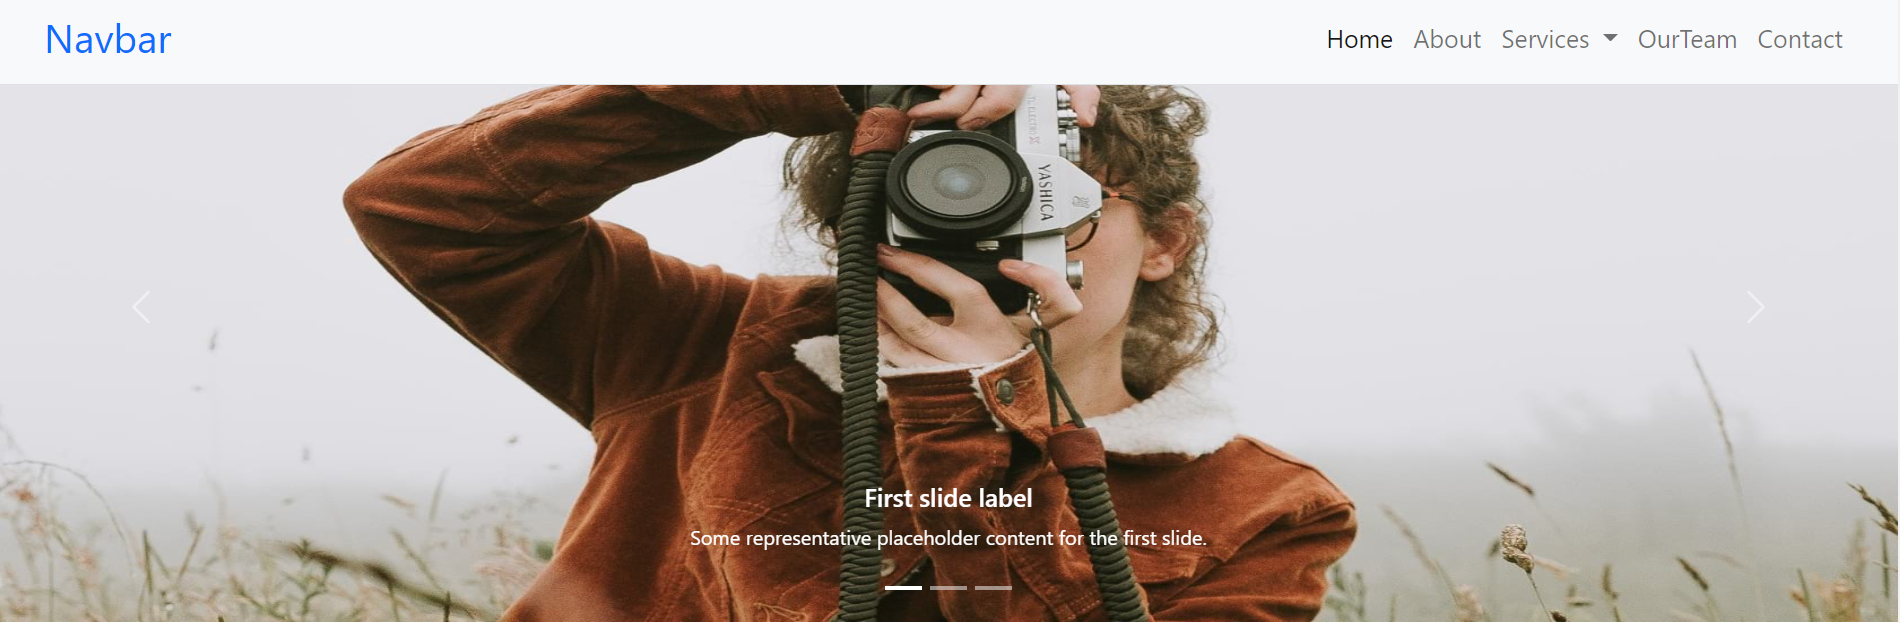 Navbar
Home About Services OurTeam Contact
YASHICA
First slide label
Some representative placeholder content for the first slide.